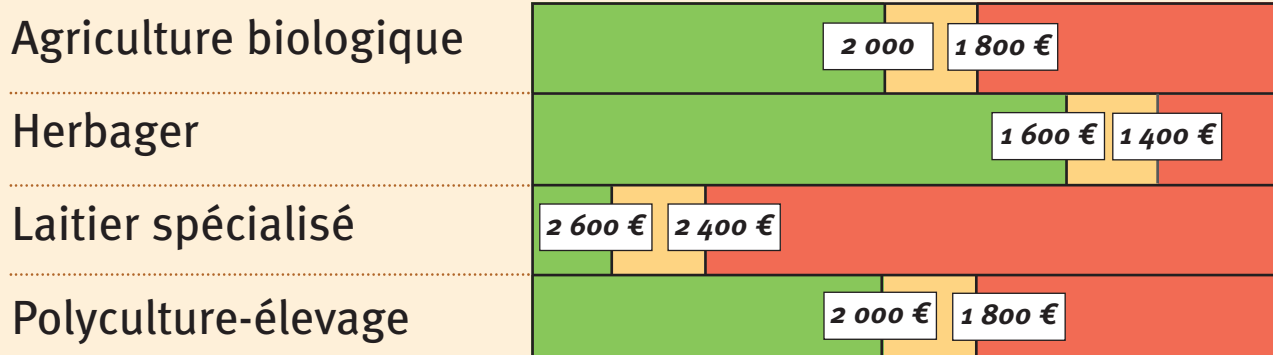 Agriculture biologique 2 000 1 800 €
Herbager 1 600 € 1 400 €
Laitier spécialisé 2 600 € 2 400 €
Polyculture-élevage 2 000 € 1 800 €